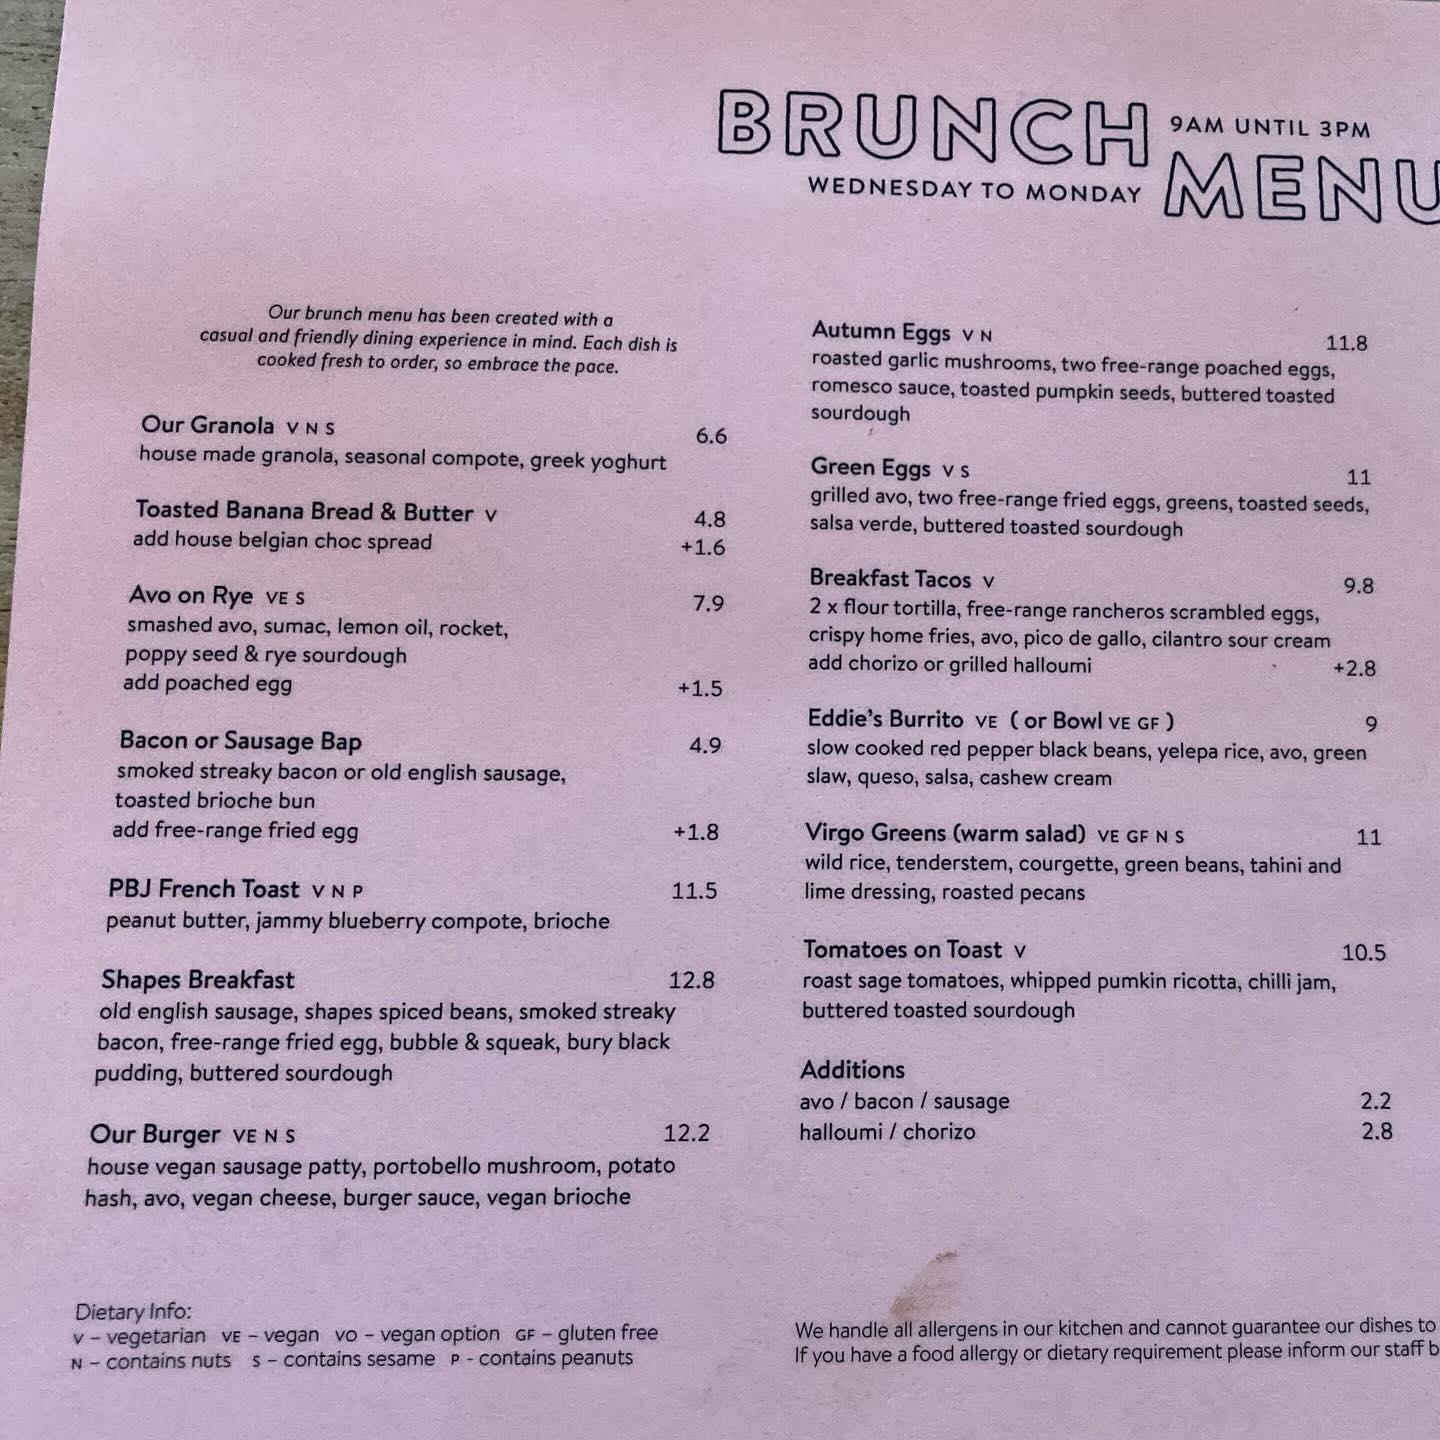 BRUNCH 9AM UNTIL 3PM
WEDNESDAY TO MONDAY MENU
Our brunch menu has been created with a
casual and friendly dining experience in mind. Each dish is
cooked fresh to order, so embrace the pace.
Our Granola V N S 6.6
house made granola, seasonal compote, greek yoghurt
Toasted Banana Bread & Butter V 4.8
add house belgian choc spread +1.6
Avo on Rye VE S 7.9
smashed avo, sumac, lemon oil, rocket,
poppy seed & rye sourdough
add poached egg +1.5
Bacon or Sausage Bap 4.9
smoked streaky bacon or old english sausage,
toasted brioche bun
add free-range fried egg +1.8
PBJ French Toast V N P 11.5
peanut butter, jammy blueberry compote, brioche
Shapes Breakfast 12.8
old english sausage, shapes spiced beans, smoked streaky
bacon, free-range fried egg, bubble & squeak, bury black
pudding, buttered sourdough
Our Burger VE N S 12.2
house vegan sausage patty, portobello mushroom, potato
hash, avo, vegan cheese, burger sauce, vegan brioche
Autumn Eggs V N 11.8
roasted garlic mushrooms, two free-range poached eggs,
romesco sauce, toasted pumpkin seeds, buttered toasted
sourdough
Green Eggs V S 11
grilled avo, two free-range fried eggs, greens, toasted seeds,
salsa verde, buttered toasted sourdough
Breakfast Tacos V 9.8
2 x flour tortilla, free-range rancheros scrambled eggs,
crispy home fries, avo, pico de gallo, cilantro sour cream
add chorizo or grilled halloumi +2.8
Eddie's Burrito VE ( or Bowl VE GF ) 9
slow cooked red pepper black beans, yelepa rice, avo, green
slaw, queso, salsa, cashew cream
Virgo Greens (warm salad) VE GF N S 11
wild rice, tenderstem, courgette, green beans, tahini and
lime dressing, roasted pecans
Tomatoes on Toast V 10.5
roast sage tomatoes, whipped pumkin ricotta, chilli jam,
buttered toasted sourdough
Additions
avo / bacon / sausage 2.2
halloumi / chorizo 2.8
Dietary Info:
V – vegetarian VE – vegan VO – vegan option GF – gluten free
N – contains nuts S – contains sesame P - contains peanuts
We handle all allergens in our kitchen and cannot guarantee our dishes to
If you have a food allergy or dietary requirement please inform our staff b